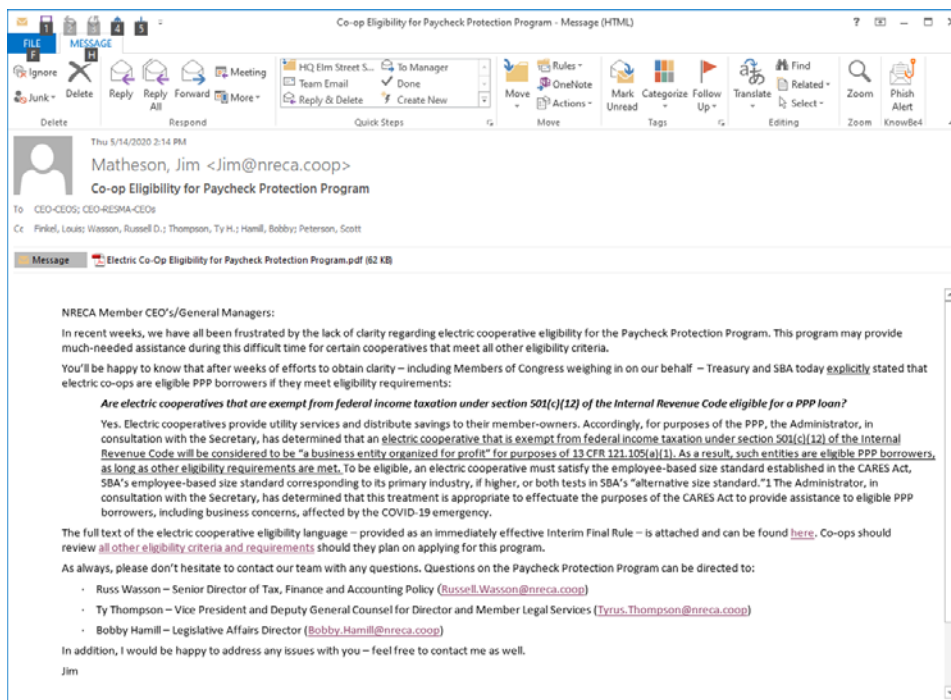 1 2 3 4 5
Co-op Eligibility for Paycheck Protection Program - Message (HTML)
?
FILE MESSAGE
F H
Ignore
Junk
Delete
Reply
Reply All
Forward
Meeting
More
HQ Elm Street S...
Team Email
Reply & Delete
To Manager
Done
Create New
Move
Rules
OneNote
Actions
Mark Unread
Categorize
Follow Up
Translate
Find
Related
Select
Zoom
Phish Alert
Delete Respond Quick Steps Move Tags Editing Zoom KnowBe4
Thu 5/14/2020 2:14 PM
Matheson, Jim <Jim@nreca.coop>
Co-op Eligibility for Paycheck Protection Program
To CEO-CEOS; CEO-RESMA-CEOs
Cc Finkel, Louis; Wasson, Russell D.; Thompson, Ty H.; Hamill, Bobby; Peterson, Scott
Message Electric Co-Op Eligibility for Paycheck Protection Program.pdf (62 KB)
NRECA Member CEO's/General Managers:
In recent weeks, we have all been frustrated by the lack of clarity regarding electric cooperative eligibility for the Paycheck Protection Program. This program may provide
much-needed assistance during this difficult time for certain cooperatives that meet all other eligibility criteria.
You'll be happy to know that after weeks of efforts to obtain clarity – including Members of Congress weighing in on our behalf – Treasury and SBA today explicitly stated that
electric co-ops are eligible PPP borrowers if they meet eligibility requirements:
Are electric cooperatives that are exempt from federal income taxation under section 501(c)(12) of the Internal Revenue Code eligible for a PPP loan?
Yes. Electric cooperatives provide utility services and distribute savings to their member-owners. Accordingly, for purposes of the PPP, the Administrator, in
consultation with the Secretary, has determined that an electric cooperative that is exempt from federal income taxation under section 501(c)(12) of the Internal
Revenue Code will be considered to be "a business entity organized for profit" for purposes of 13 CFR 121.105(a)(1). As a result, such entities are eligible PPP borrowers,
as long as other eligibility requirements are met. To be eligible, an electric cooperative must satisfy the employee-based size standard established in the CARES Act,
SBA's employee-based size standard corresponding to its primary industry, if higher, or both tests in SBA's "alternative size standard."1 The Administrator, in
consultation with the Secretary, has determined that this treatment is appropriate to effectuate the purposes of the CARES Act to provide assistance to eligible PPP
borrowers, including business concerns, affected by the COVID-19 emergency.
The full text of the electric cooperative eligibility language – provided as an immediately effective Interim Final Rule – is attached and can be found here. Co-ops should
review all other eligibility criteria and requirements should they plan on applying for this program.
As always, please don't hesitate to contact our team with any questions. Questions on the Paycheck Protection Program can be directed to:
· Russ Wasson – Senior Director of Tax, Finance and Accounting Policy (Russell.Wasson@nreca.coop)
· Ty Thompson – Vice President and Deputy General Counsel for Director and Member Legal Services (Tyrus.Thompson@nreca.coop)
· Bobby Hamill – Legislative Affairs Director (Bobby.Hamill@nreca.coop)
In addition, I would be happy to address any issues with you – feel free to contact me as well.
Jim